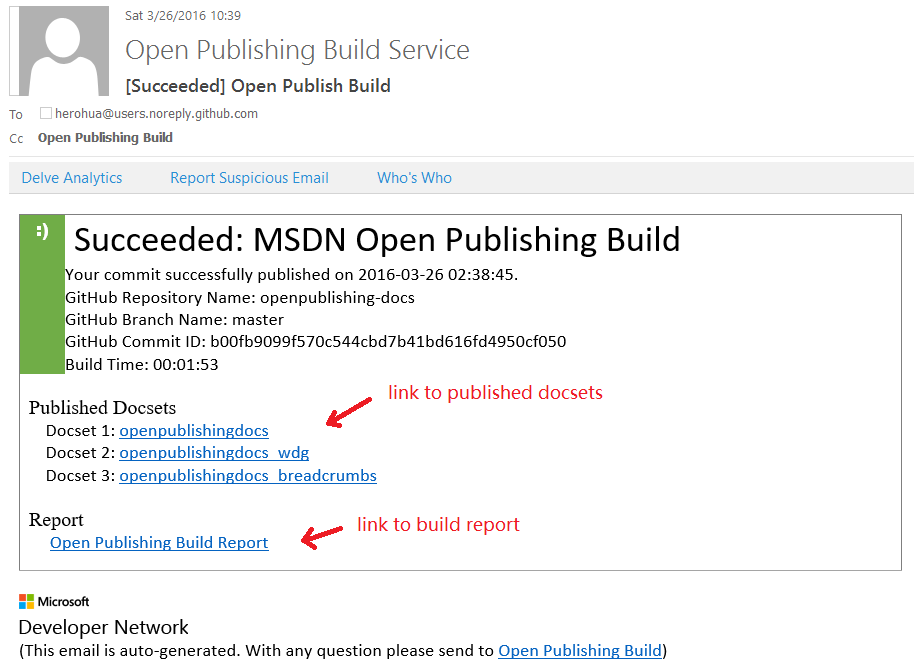 Sat 3/26/2016 10:39
Open Publishing Build Service
[Succeeded] Open Publish Build
To herohua@users.noreply.github.com
Cc Open Publishing Build
Delve Analytics Report Suspicious Email Who's Who
:) Succeeded: MSDN Open Publishing Build
Your commit successfully published on 2016-03-26 02:38:45.
GitHub Repository Name: openpublishing-docs
GitHub Branch Name: master
GitHub Commit ID: b00fb9099f570c544cbd7b41bd616fd4950cf050
Build Time: 00:01:53
link to published docsets
Published Docsets
Docset 1: openpublishingdocs
Docset 2: openpublishingdocs_wdg
Docset 3: openpublishingdocs_breadcrumbs
Report
link to build report
Open Publishing Build Report
Microsoft
Developer Network
(This email is auto-generated. With any question please send to Open Publishing Build)